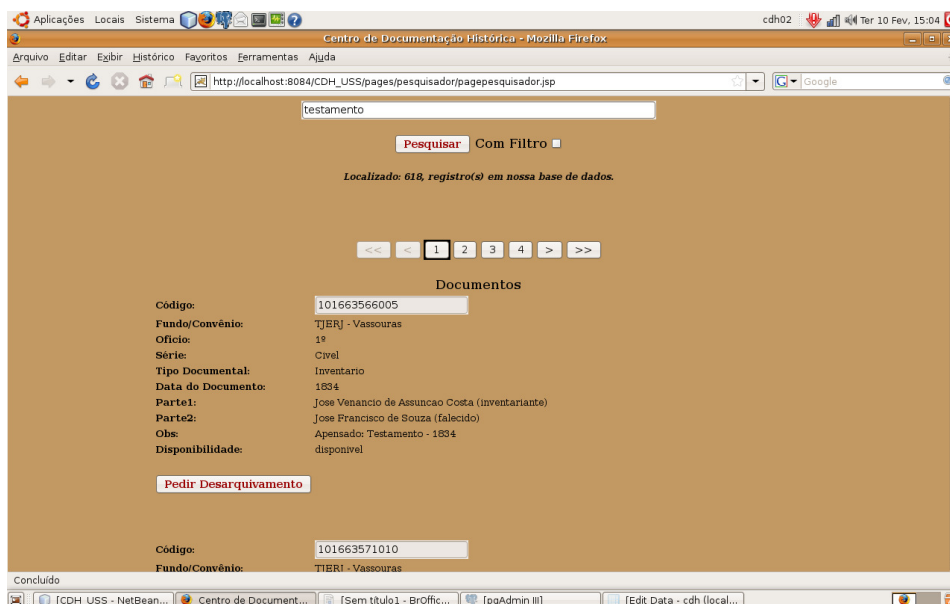 Aplicações Locais Sistema cdh02 Ter 10 Fev, 15:04
Centro de Documentação Histórica - Mozilla Firefox
Arquivo Editar Exibir Histórico Favoritos Ferramentas Ajuda
http://localhost:8084/CDH_USS/pages/pesquisador/pagepesquisador.jsp Google
testamento
Pesquisar Com Filtro
Localizado: 618, registro(s) em nossa base de dados.
<< < 1 2 3 4 > >>
Documentos
Código: 101663566005
Fundo/Convênio: TJERJ - Vassouras
Oficio: 1º
Série: Civel
Tipo Documental: Inventario
Data do Documento: 1834
Parte1: Jose Venancio de Assuncao Costa (inventariante)
Parte2: Jose Francisco de Souza (falecido)
Obs: Apensado: Testamento - 1834
Disponibilidade: disponivel
Pedir Desarquivamento
Código: 101663571010
Fundo/Convênio: TJERJ - Vassouras
Concluído
[CDH_USS - NetBean... Centro de Document... [Sem título1 - BrOffic... [pgAdmin III] [Edit Data - cdh (local...